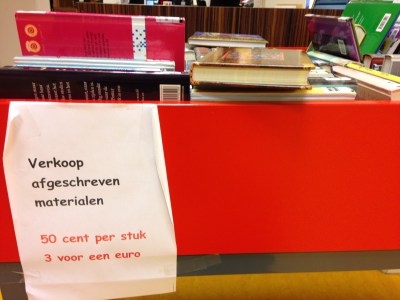 Verkoop
afgeschreven
materialen
50 cent per stuk
3 voor een euro